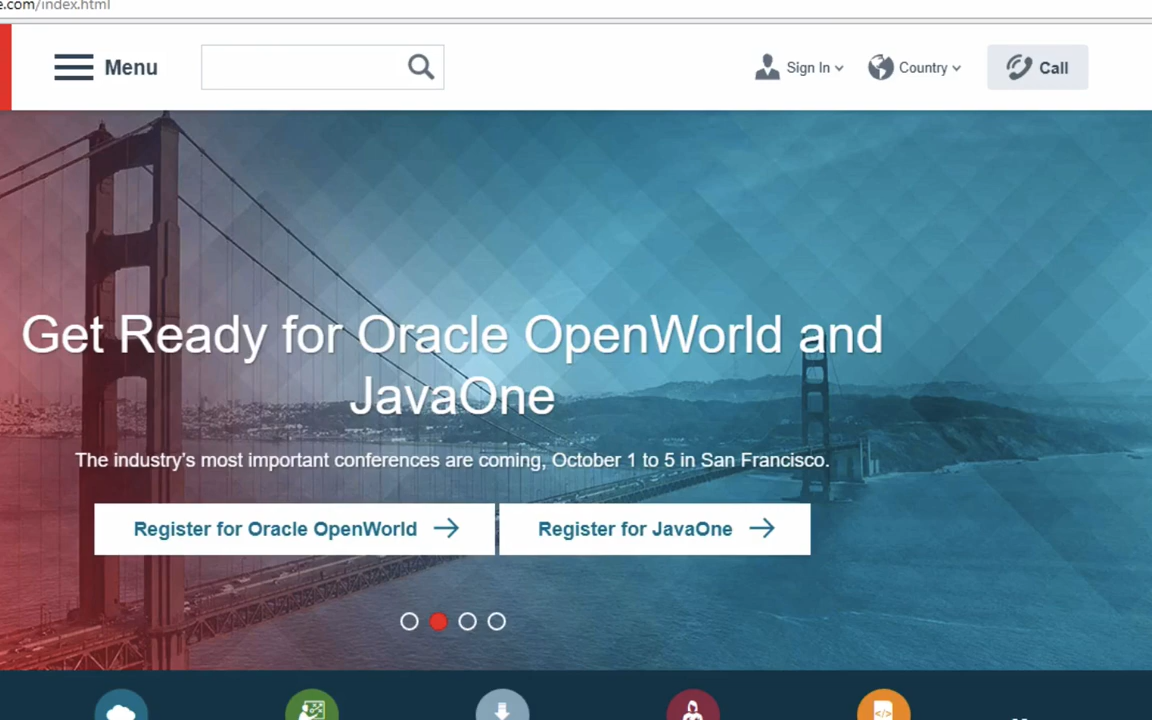 e.com/index.html
Menu
Sign In
Country
Call
Get Ready for Oracle OpenWorld and
JavaOne
The industry's most important conferences are coming, October 1 to 5 in San Francisco.
Register for Oracle OpenWorld
Register for JavaOne